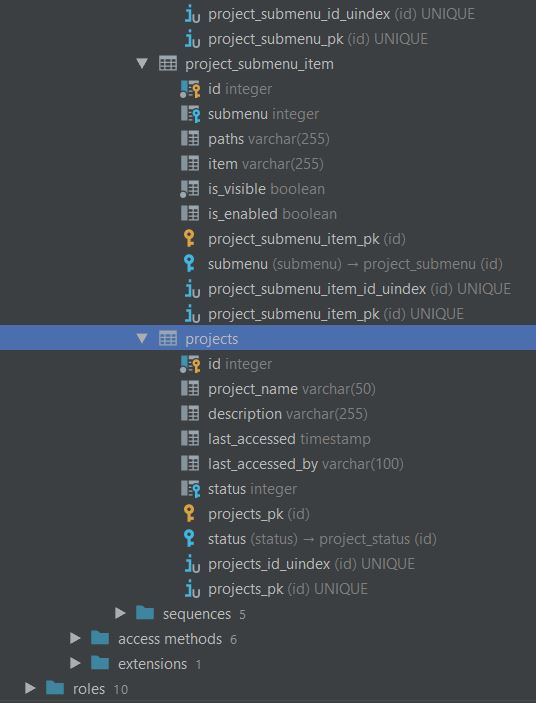 project_submenu_id_uindex (id) UNIQUE
project_submenu_pk (id) UNIQUE
project_submenu_item
id integer
submenu integer
paths varchar(255)
item varchar(255)
is_visible boolean
is_enabled boolean
project_submenu_item_pk (id)
submenu (submenu) → project_submenu (id)
project_submenu_item_id_uindex (id) UNIQUE
project_submenu_item_pk (id) UNIQUE
projects
id integer
project_name varchar(50)
description varchar(255)
last_accessed timestamp
last_accessed_by varchar(100)
status integer
projects_pk (id)
status (status) → project_status (id)
projects_id_uindex (id) UNIQUE
projects_pk (id) UNIQUE
sequences 5
access methods 6
extensions 1
roles 10